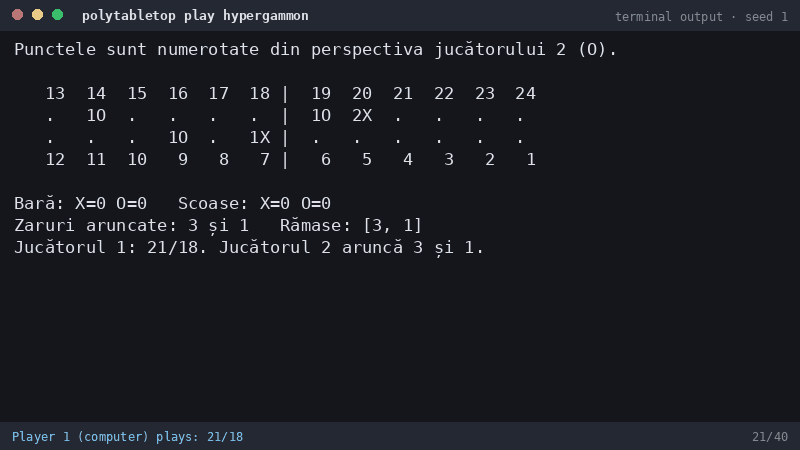 polytabletop play hypergammon
terminal output · seed 1
Punctele sunt numerotate din perspectiva jucătorului 2 (O).
13 14 15 16 17 18 | 19 20 21 22 23 24
. 1O . . . . | 1O 2X . . . .
. . . 1O . 1X | . . . . . .
12 11 10 9 8 7 | 6 5 4 3 2 1
Bară: X=0 O=0 Scoase: X=0 O=0
Zaruri aruncate: 3 și 1 Rămase: [3, 1]
Jucătorul 1: 21/18. Jucătorul 2 aruncă 3 și 1.
Player 1 (computer) plays: 21/18
21/40